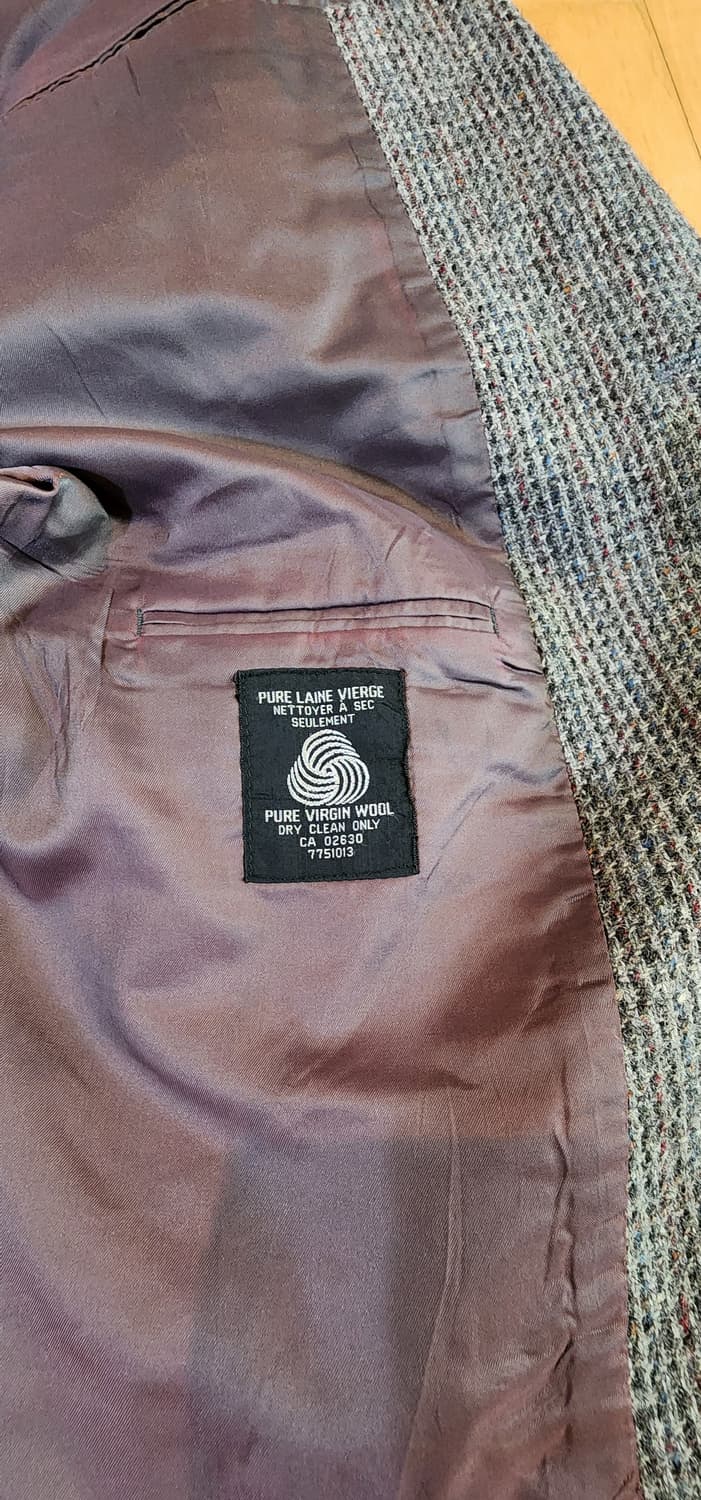 PURE LAINE VIERGE
NETTOYER À SEC
SEULEMENT
PURE VIRGIN WOOL
DRY CLEAN ONLY
CA 02630
7751013